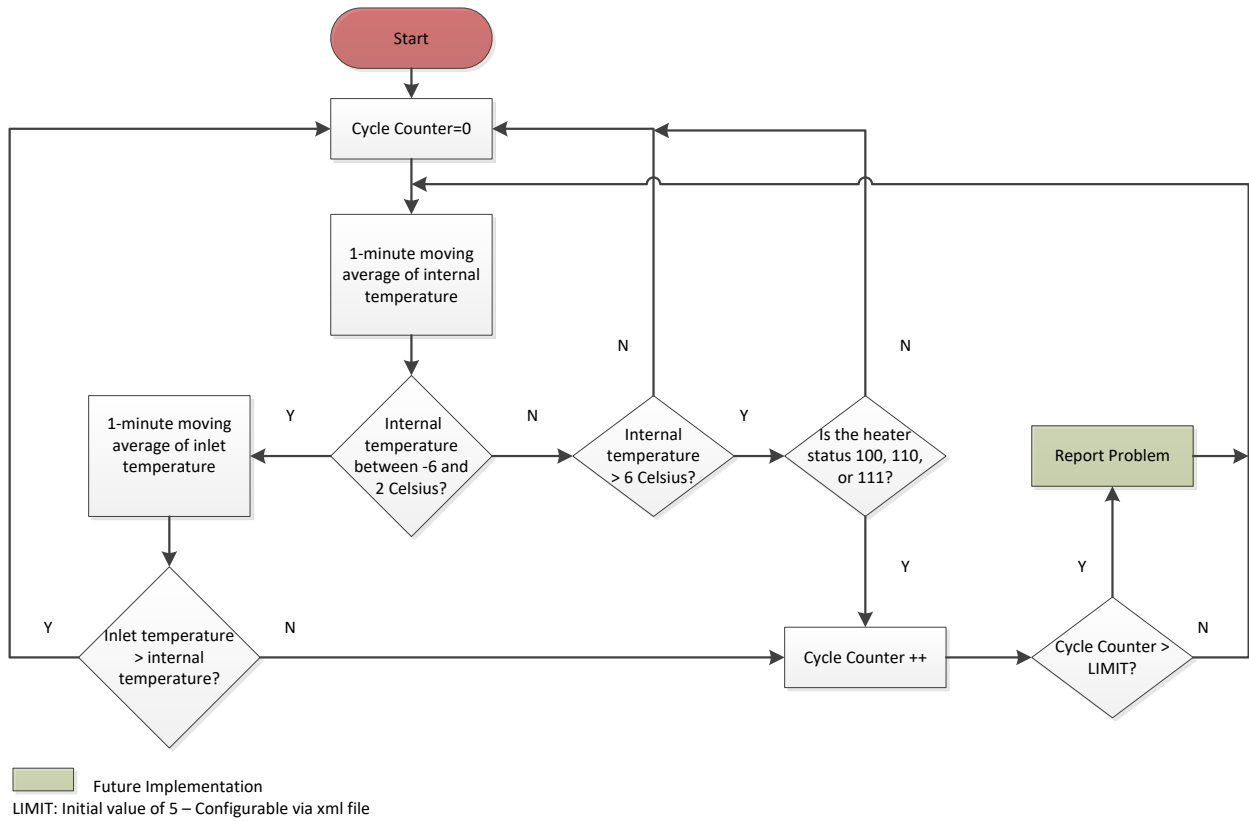 Start
Cycle Counter=0
1-minute moving
average of internal
temperature
N
N
1-minute moving
average of inlet
temperature
Y
Internal
temperature
between -6 and
2 Celsius?
N
Internal
temperature
> 6 Celsius?
Y
Is the heater
status 100, 110,
or 111?
Report Problem
Y
Y
Y
Inlet temperature
> internal
temperature?
N
Cycle Counter ++
Cycle Counter >
LIMIT?
N
Future Implementation
LIMIT: Initial value of 5 – Configurable via xml file